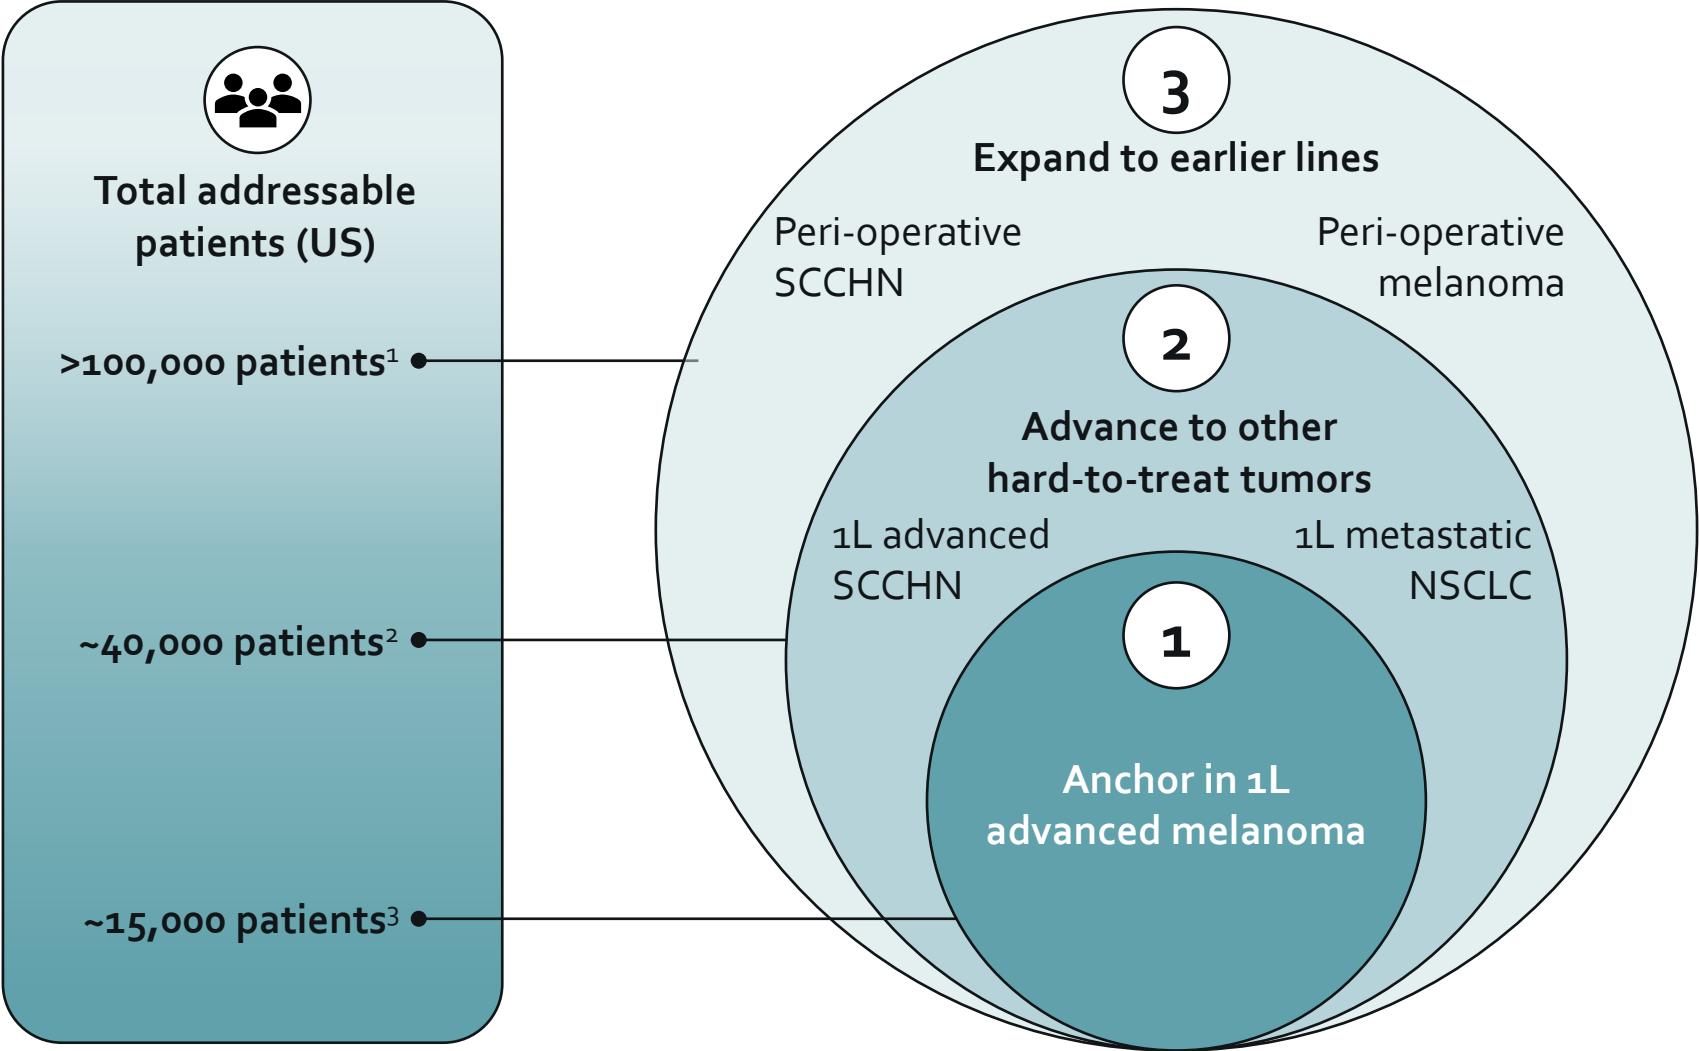 Total addressable
patients (US)
>100,000 patients¹
~40,000 patients²
~15,000 patients³
3
Expand to earlier lines
Peri-operative
SCCHN
Peri-operative
melanoma
2
Advance to other
hard-to-treat tumors
1L advanced
SCCHN
1L metastatic
NSCLC
1
Anchor in 1L
advanced melanoma